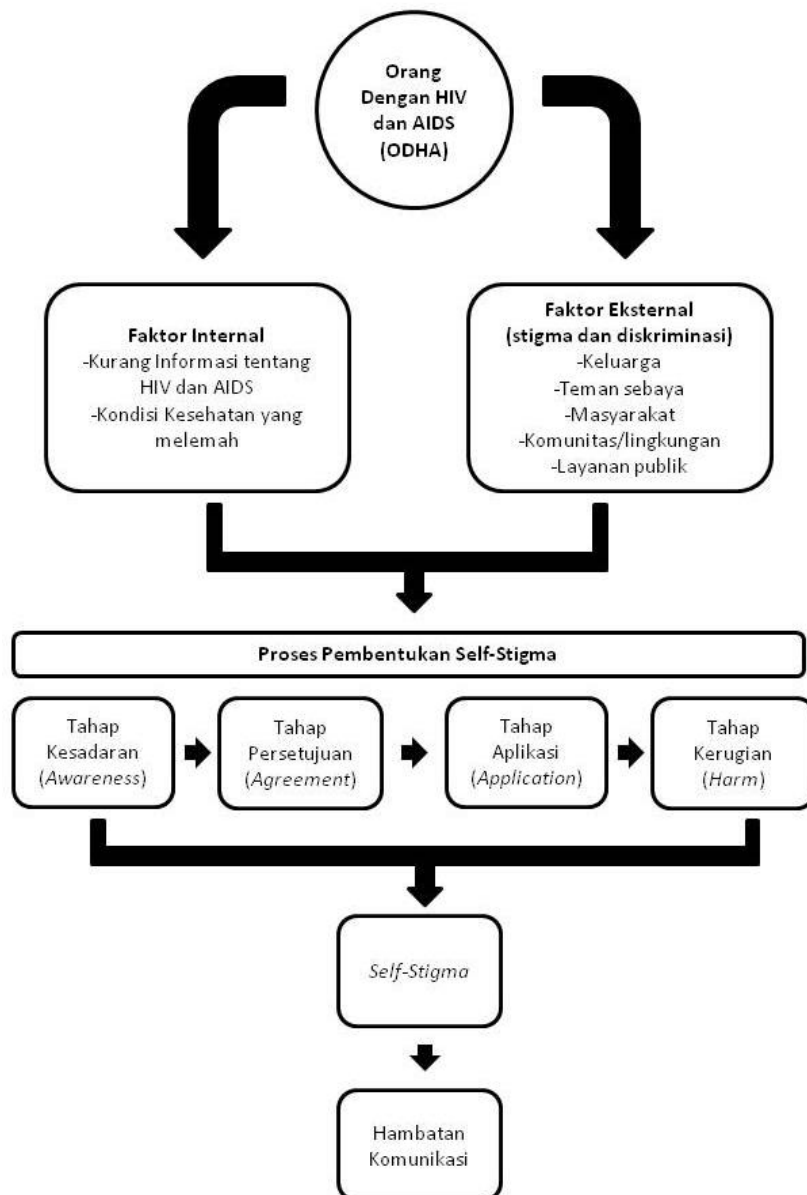 Orang
Dengan HIV
dan AIDS
(ODHA)
Faktor Internal
-Kurang Informasi tentang
HIV dan AIDS
-Kondisi Kesehatan yang
melemah
Faktor Eksternal
(stigma dan diskriminasi)
-Keluarga
-Teman sebaya
-Masyarakat
-Komunitas/lingkungan
-Layanan publik
Proses Pembentukan Self-Stigma
Tahap
Kesadaran
(Awareness)
Tahap
Persetujuan
(Agreement)
Tahap
Aplikasi
(Application)
Tahap
Kerugian
(Harm)
Self-Stigma
Hambatan
Komunikasi